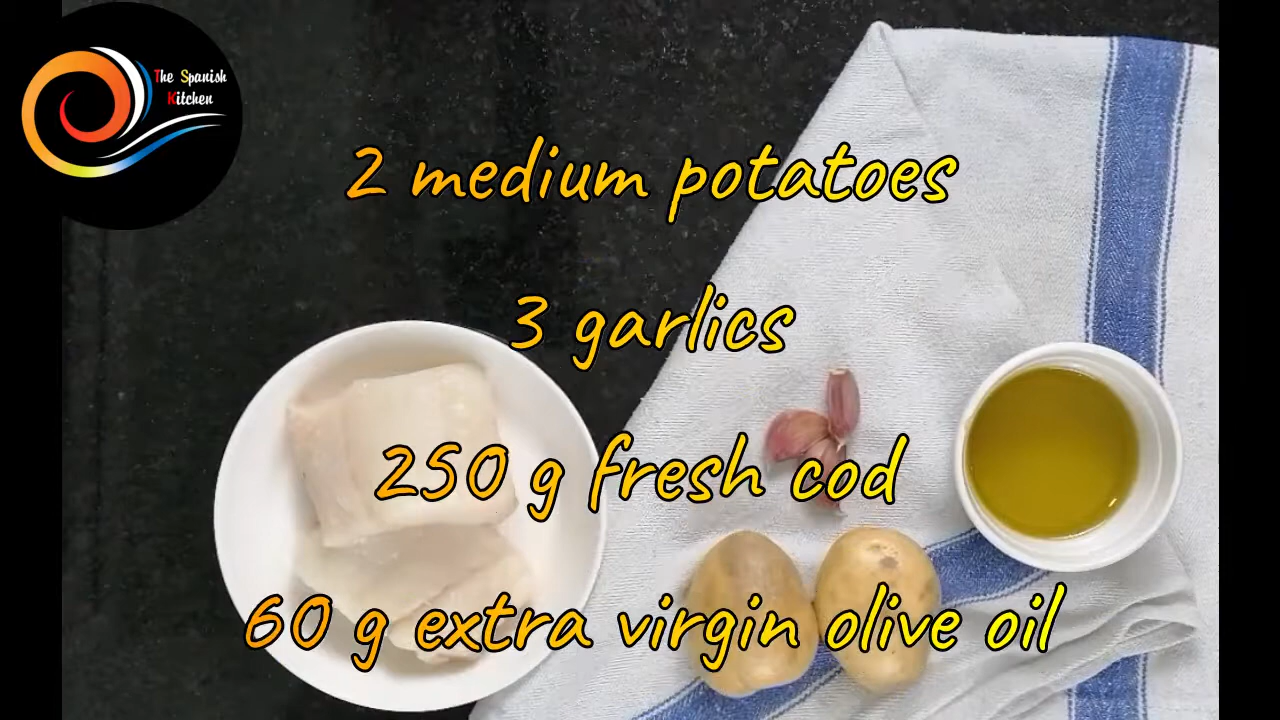 The Spanish
Kitchen
2 medium potatoes
3 garlics
250 g fresh cod
60 g extra virgin olive oil